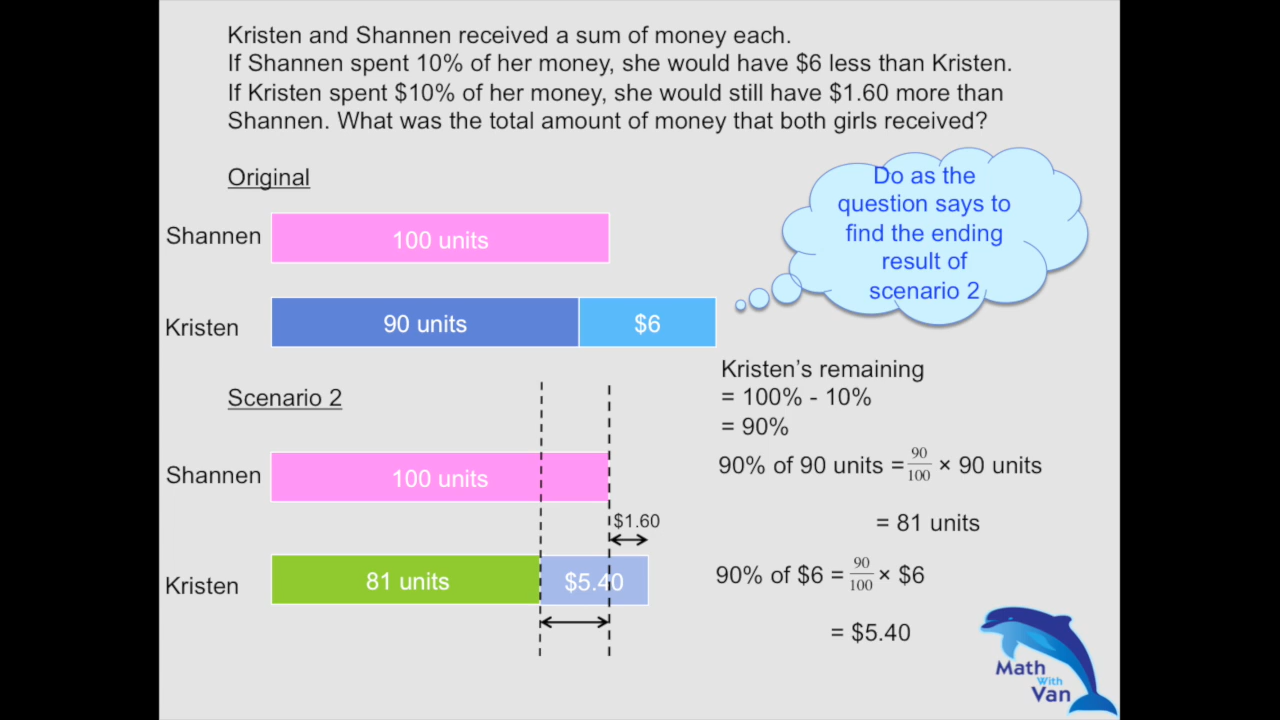 Kristen and Shannen received a sum of money each.
If Shannen spent 10% of her money, she would have $6 less than Kristen.
If Kristen spent $10% of her money, she would still have $1.60 more than
Shannen. What was the total amount of money that both girls received?
Original
Shannen
100 units
Kristen
90 units
$6
Do as the
question says to
find the ending
result of
scenario 2
Scenario 2
Shannen
100 units
$1.60
Kristen
81 units
$5.40
Kristen's remaining
= 100% - 10%
= 90%
90% of 90 units = 90/100 × 90 units
= 81 units
90% of $6 = 90/100 × $6
= $5.40
Math
With
Van